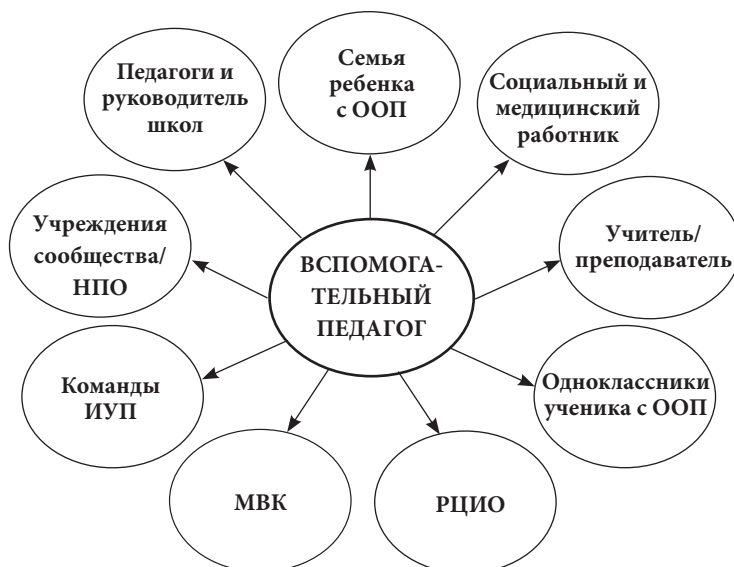 Педагоги и
руководитель
школ
Семья
ребенка
с ООП
Социальный и
медицинский
работник
Учреждения
сообщества/
НПО
ВСПОМОГА-
ТЕЛЬНЫЙ
ПЕДАГОГ
Учитель/
преподаватель
Команды
ИУП
Одноклассники
ученика с ООП
МВК
РЦИО